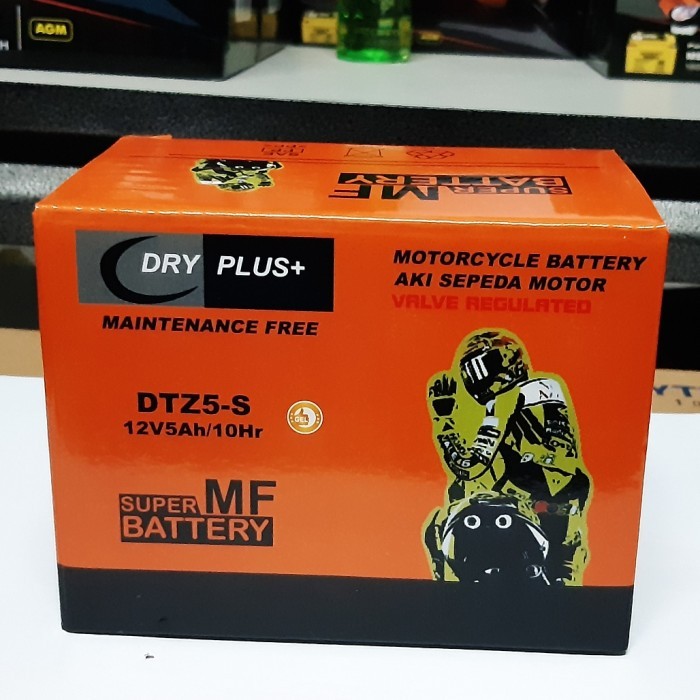 AGM
SUPER MF
BATTERY
DRY PLUS+
MAINTENANCE FREE
MOTORCYCLE BATTERY
AKI SEPEDA MOTOR
VALVE REGULATED
DTZ5-S
12V5Ah/10Hr
GEL
SUPER MF
BATTERY